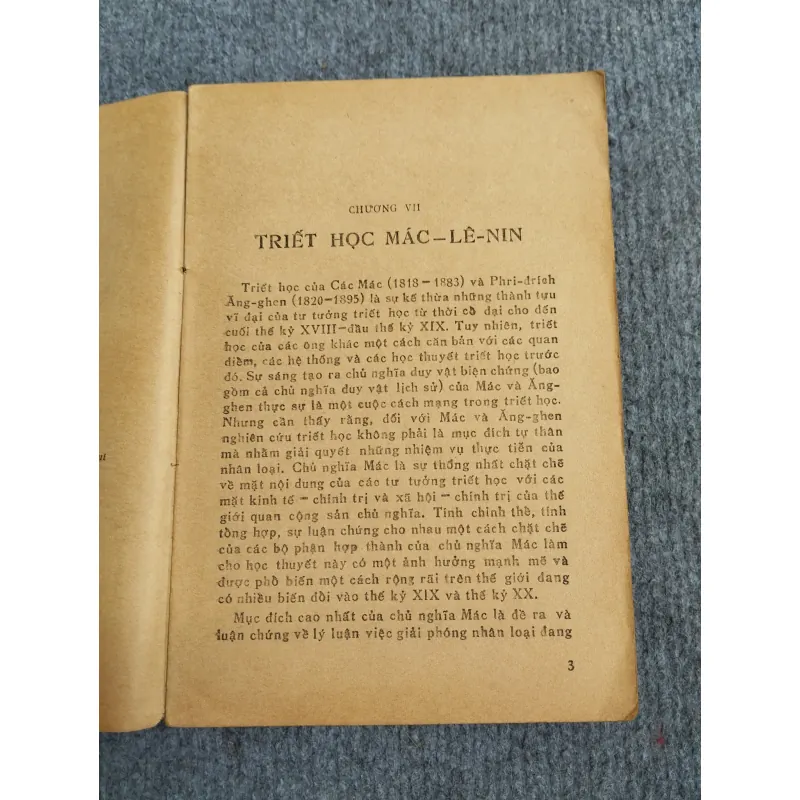 CHƯƠNG VII
TRIẾT HỌC MÁC — LÊ-NIN
Triết học của Các Mác (1818 — 1883) và Phri-đrích
Ăng-ghen (1820—1895) là sự kế thừa những thành tựu
vĩ đại của tư tưởng triết học từ thời cổ đại cho đến
cuối thế kỷ XVIII—đầu thế kỷ XIX. Tuy nhiên, triết
học của các ông khác một cách căn bản với các quan
điểm, các hệ thống và các học thuyết triết học trước
đó. Sự sáng tạo ra chủ nghĩa duy vật biện chứng (bao
gồm cả chủ nghĩa duy vật lịch sử) của Mác và Ăng-
ghen thực sự là một cuộc cách mạng trong triết học.
Nhưng cần thấy rằng, đối với Mác và Ăng-ghen
nghiên cứu triết học không phải là mục đích tự thân
mà nhằm giải quyết những nhiệm vụ thực tiễn của
nhân loại. Chủ nghĩa Mác là sự thống nhất chặt chẽ
về mặt nội dung của các tư tưởng triết học với các
mặt kinh tế — chính trị và xã hội — chính trị của thế
giới quan cộng sản chủ nghĩa. Tính chỉnh thể, tính
tổng hợp, sự luận chứng cho nhau một cách chặt chẽ
của các bộ phận hợp thành của chủ nghĩa Mác làm
cho học thuyết này có một ảnh hưởng mạnh mẽ và
được phổ biến một cách rộng rãi trên thế giới đang
có nhiều biến đổi vào thế kỷ XIX và thế kỷ XX.
Mục đích cao nhất của chủ nghĩa Mác là đề ra và
luận chứng về lý luận việc giải phóng nhân loại đang
3